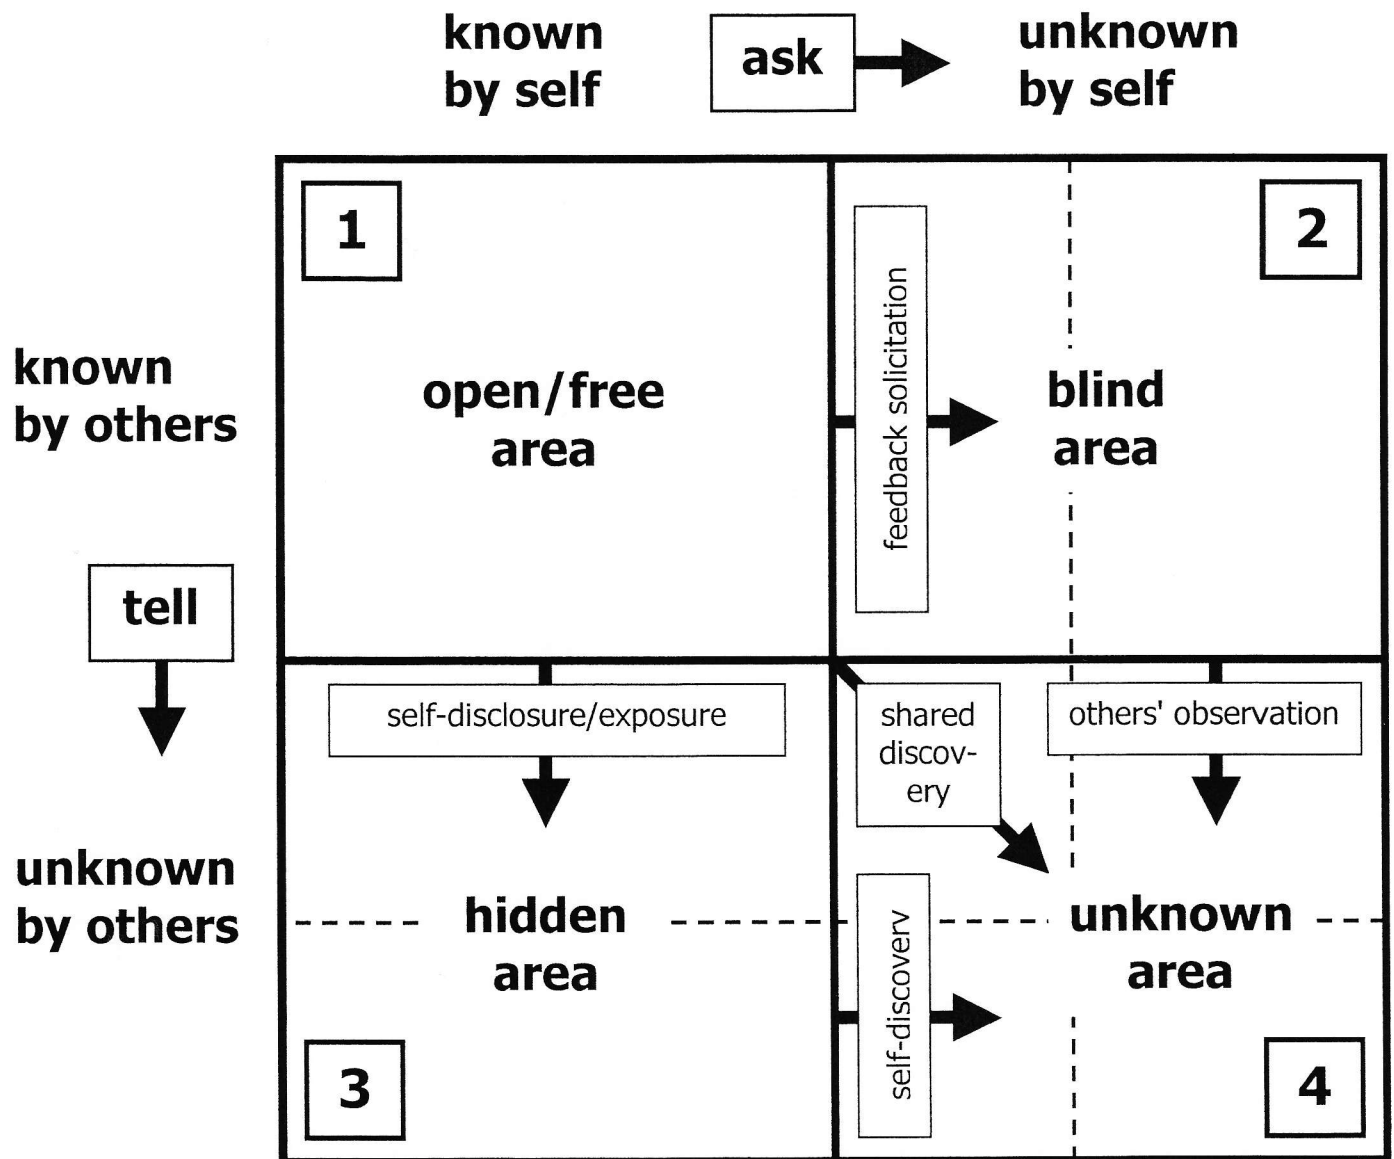 known
by self
ask
unknown
by self
1
2
known
by others
open/free
area
feedback solicitation
blind
area
tell
self-disclosure/exposure
shared
discov-
ery
others' observation
unknown
by others
hidden
area
self-discovery
unknown
area
3
4